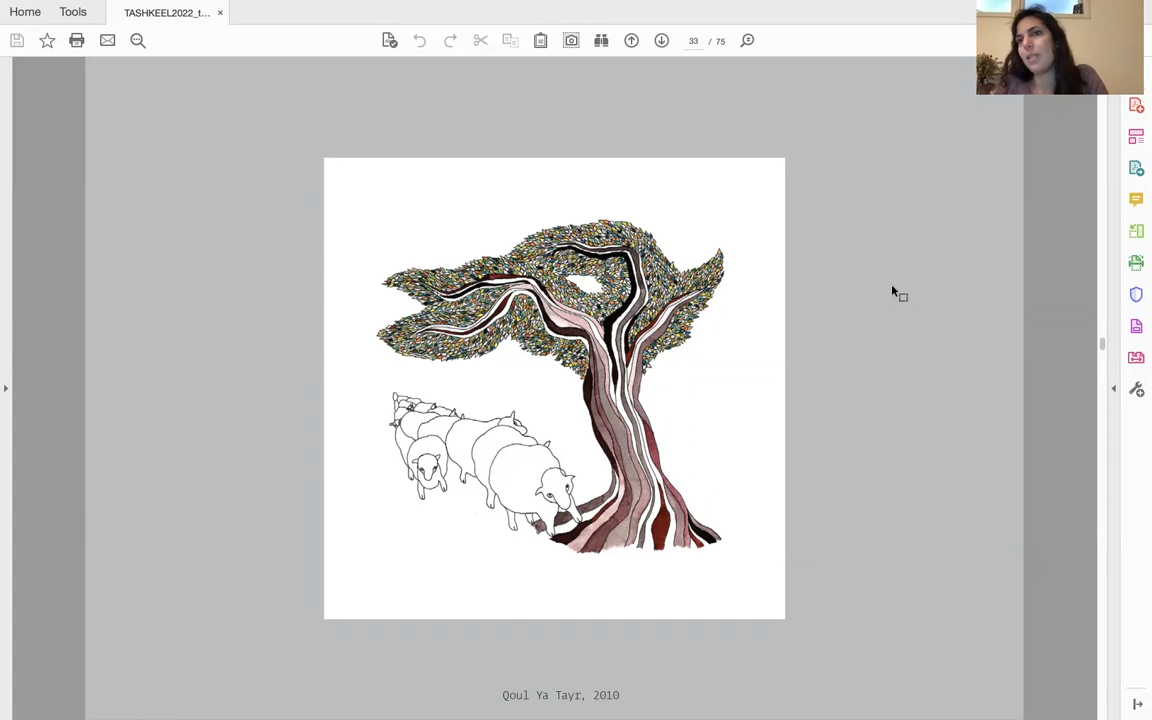 Home
Tools
TASHKEEL2022_t...
×
33 / 75
Qoul Ya Tayr, 2010